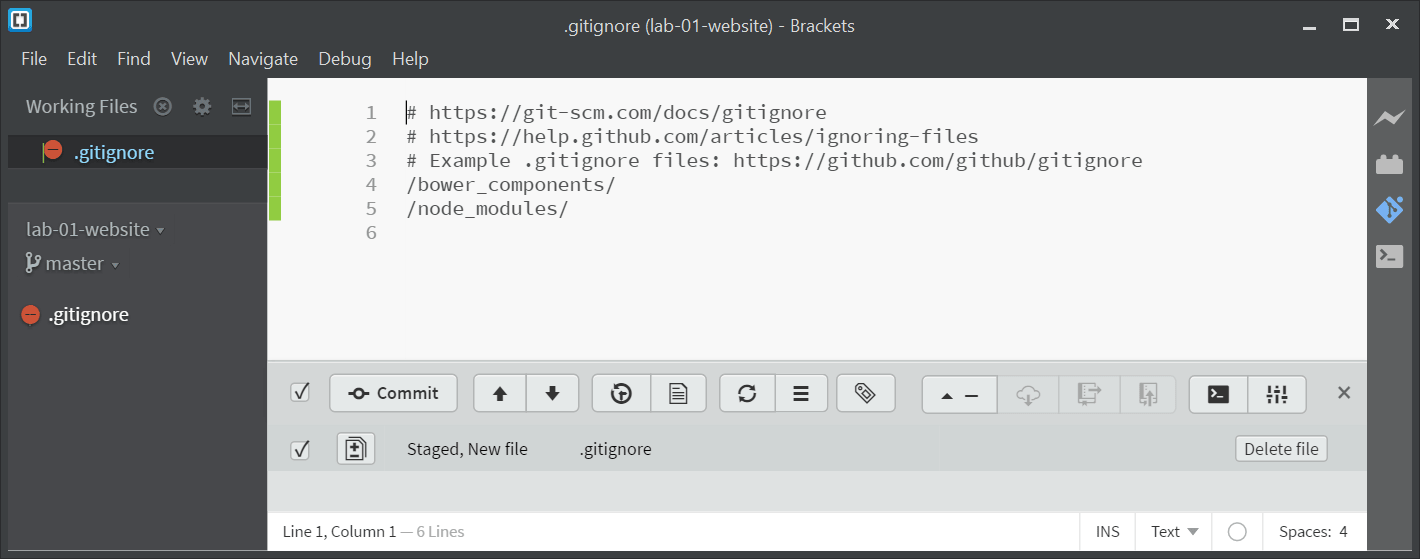 .gitignore (lab-01-website) - Brackets
File Edit Find View Navigate Debug Help
Working Files
.gitignore
lab-01-website
master
.gitignore
1 # https://git-scm.com/docs/gitignore
2 # https://help.github.com/articles/ignoring-files
3 # Example .gitignore files: https://github.com/github/gitignore
4 /bower_components/
5 /node_modules/
6
Commit
Staged, New file .gitignore Delete file
Line 1, Column 1 — 6 Lines INS Text Spaces: 4